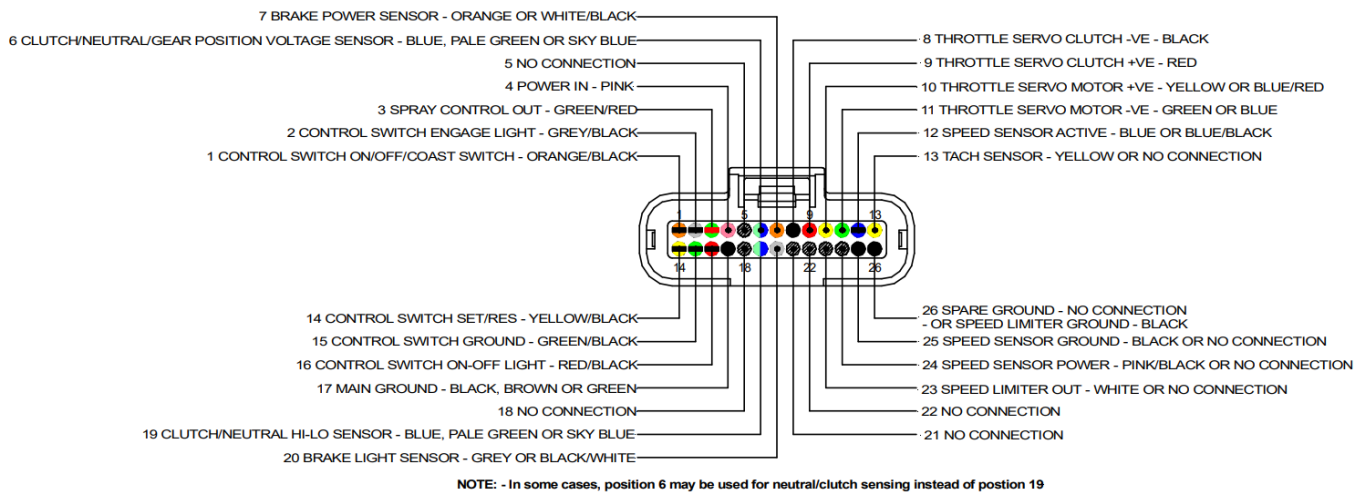 7 BRAKE POWER SENSOR - ORANGE OR WHITE/BLACK
6 CLUTCH/NEUTRAL/GEAR POSITION VOLTAGE SENSOR - BLUE, PALE GREEN OR SKY BLUE
5 NO CONNECTION
4 POWER IN - PINK
3 SPRAY CONTROL OUT - GREEN/RED
2 CONTROL SWITCH ENGAGE LIGHT - GREY/BLACK
1 CONTROL SWITCH ON/OFF/COAST SWITCH - ORANGE/BLACK
8 THROTTLE SERVO CLUTCH -VE - BLACK
9 THROTTLE SERVO CLUTCH +VE - RED
10 THROTTLE SERVO MOTOR +VE - YELLOW OR BLUE/RED
11 THROTTLE SERVO MOTOR -VE - GREEN OR BLUE
12 SPEED SENSOR ACTIVE - BLUE OR BLUE/BLACK
13 TACH SENSOR - YELLOW OR NO CONNECTION
1 5 9 13
14 18 22 26
14 CONTROL SWITCH SET/RES - YELLOW/BLACK
15 CONTROL SWITCH GROUND - GREEN/BLACK
16 CONTROL SWITCH ON-OFF LIGHT - RED/BLACK
17 MAIN GROUND - BLACK, BROWN OR GREEN
18 NO CONNECTION
19 CLUTCH/NEUTRAL HI-LO SENSOR - BLUE, PALE GREEN OR SKY BLUE
20 BRAKE LIGHT SENSOR - GREY OR BLACK/WHITE
26 SPARE GROUND - NO CONNECTION
- OR SPEED LIMITER GROUND - BLACK
25 SPEED SENSOR GROUND - BLACK OR NO CONNECTION
24 SPEED SENSOR POWER - PINK/BLACK OR NO CONNECTION
23 SPEED LIMITER OUT - WHITE OR NO CONNECTION
22 NO CONNECTION
21 NO CONNECTION
NOTE: - In some cases, position 6 may be used for neutral/clutch sensing instead of postion 19